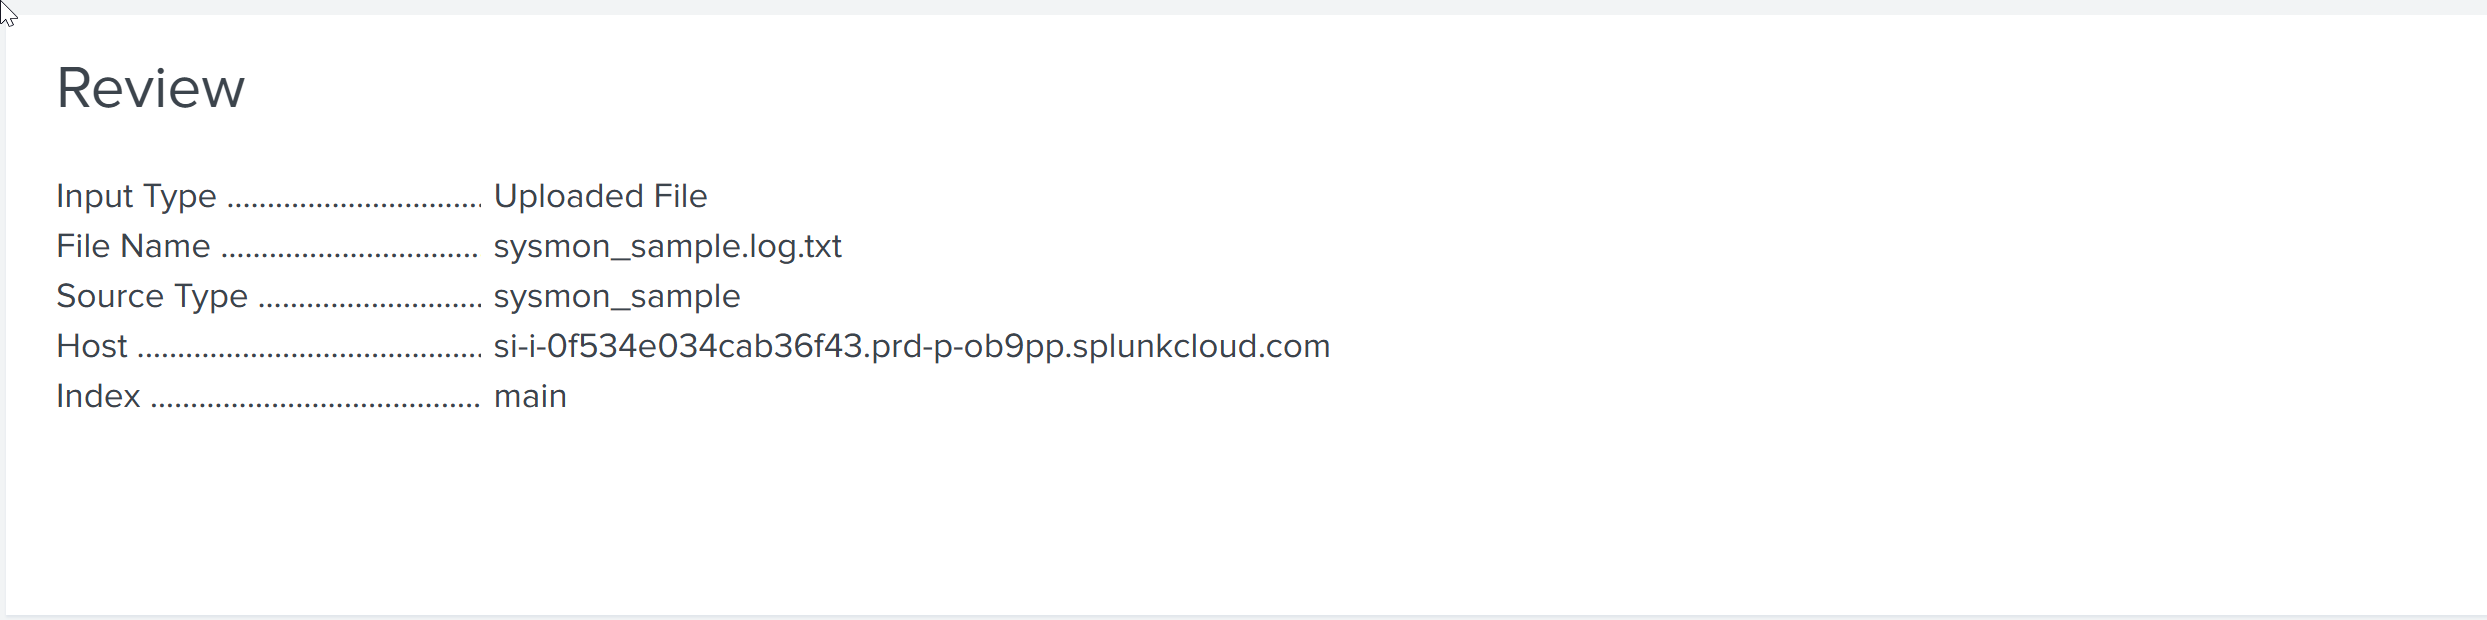 Review
Input Type ................................ Uploaded File
File Name ................................ sysmon_sample.log.txt
Source Type ............................ sysmon_sample
Host ........................................... si-i-0f534e034cab36f43.prd-p-ob9pp.splunkcloud.com
Index ......................................... main